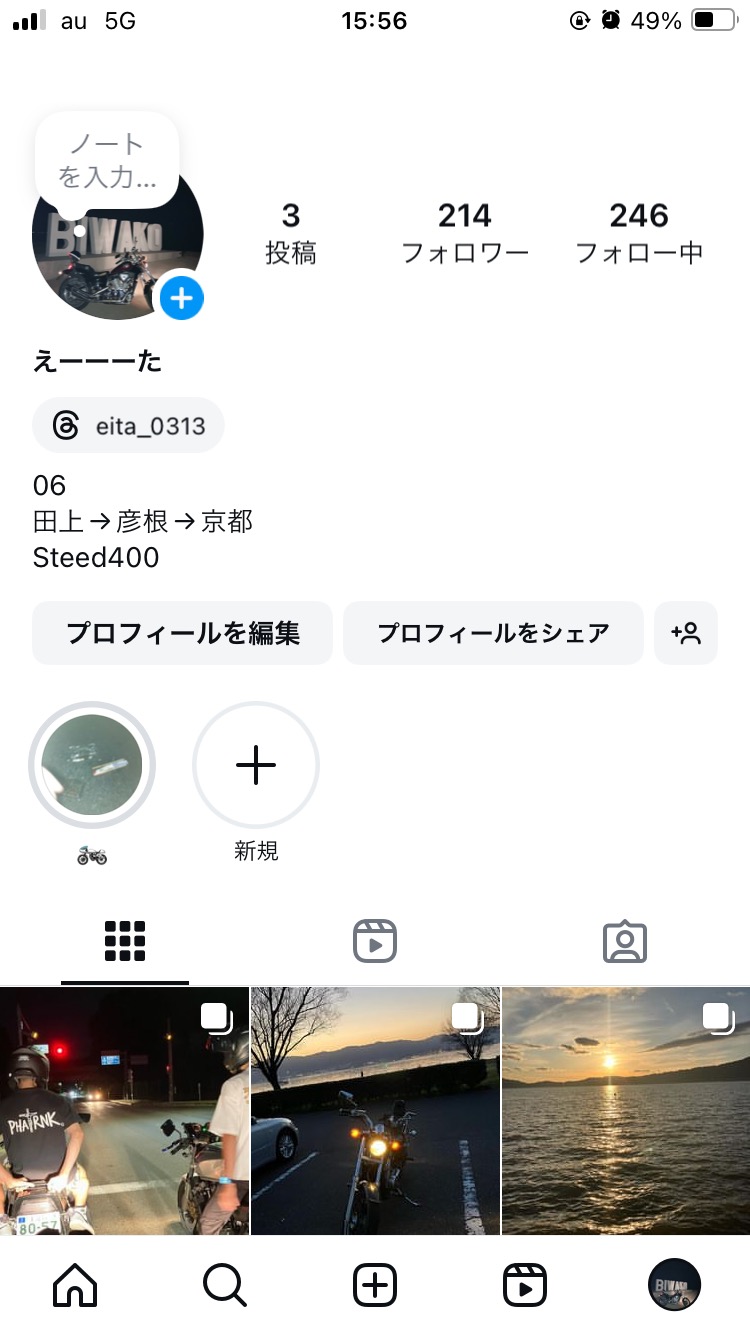 au 5G 15:56 49%
ノート
を入力...
BIWAKO
3 214 246
投稿 フォロワー フォロー中
えーーーた
eita_0313
06
田上→彦根→京都
Steed400
プロフィールを編集 プロフィールをシェア
新規
80-57
BIWAKO